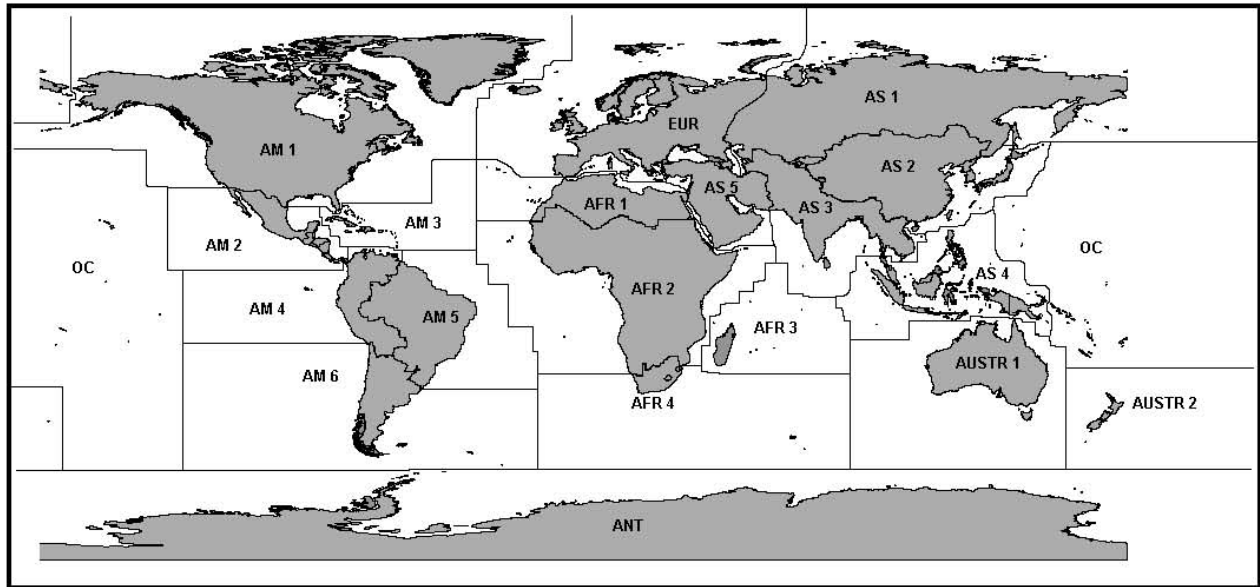 AS 1
EUR
AM 1
AS 2
AS 5
AFR 1
AS 3
AM 3
AM 2
OC
OC
AS 4
AFR 2
AM 4
AM 5
AFR 3
AUSTR 1
AM 6
AFR 4
AUSTR 2
ANT